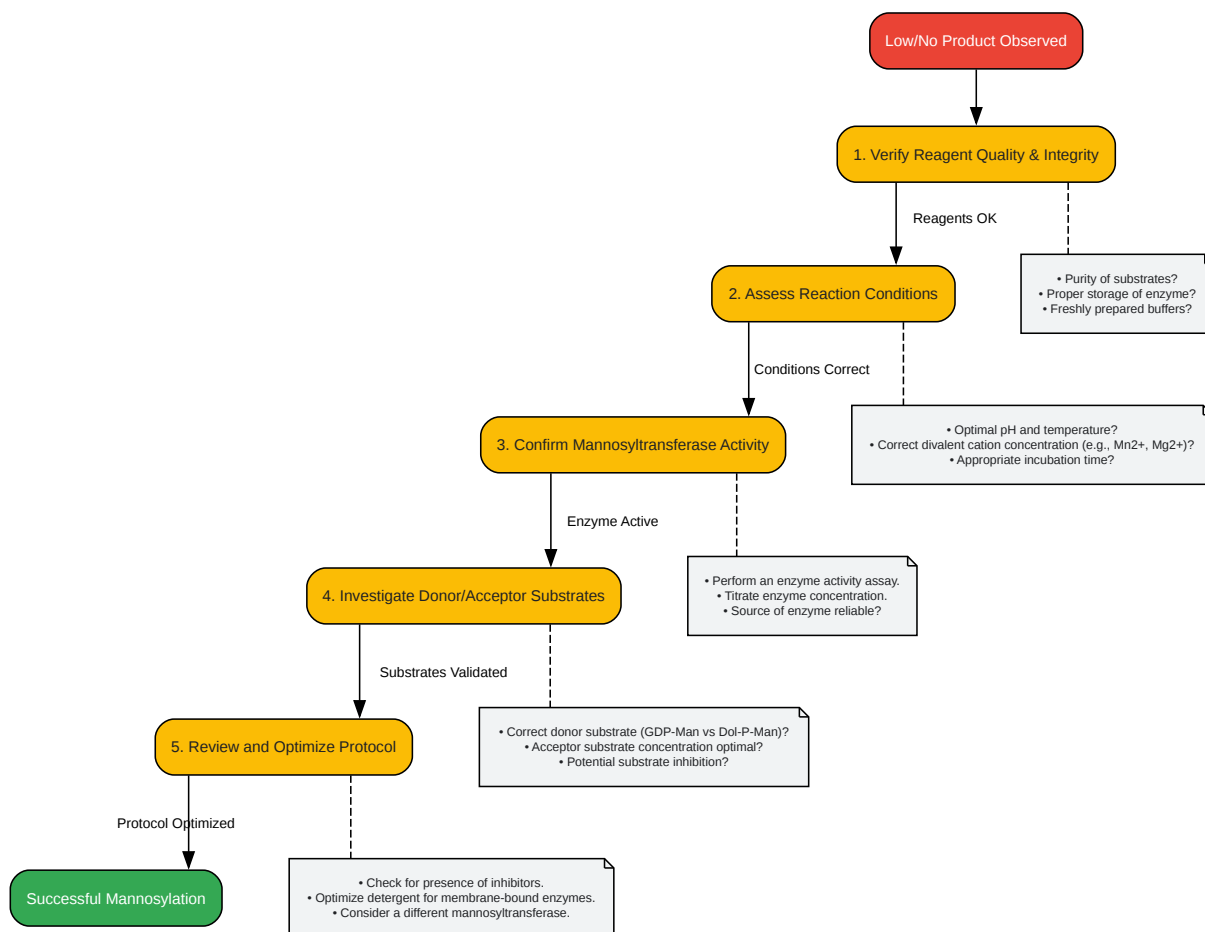 Low/No Product Observed
1. Verify Reagent Quality & Integrity
Reagents OK
• Purity of substrates?
• Proper storage of enzyme?
• Freshly prepared buffers?
2. Assess Reaction Conditions
Conditions Correct
• Optimal pH and temperature?
• Correct divalent cation concentration (e.g., Mn2+, Mg2+)?
• Appropriate incubation time?
3. Confirm Mannosyltransferase Activity
Enzyme Active
• Perform an enzyme activity assay.
• Titrate enzyme concentration.
• Source of enzyme reliable?
4. Investigate Donor/Acceptor Substrates
Substrates Validated
• Correct donor substrate (GDP-Man vs Dol-P-Man)?
• Acceptor substrate concentration optimal?
• Potential substrate inhibition?
5. Review and Optimize Protocol
Protocol Optimized
• Check for presence of inhibitors.
• Optimize detergent for membrane-bound enzymes.
• Consider a different mannosyltransferase.
Successful Mannosylation